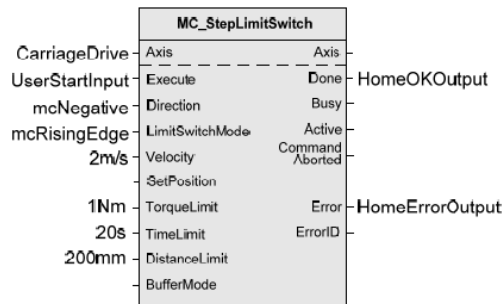 MC_StepLimitSwitch
CarriageDrive Axis Axis
UserStartInput Execute Done HomeOKOutput
mcNegative Direction Busy
mcRisingEdge LimitSwitchMode Active
2m/s Velocity Command Aborted
SetPosition
1Nm TorqueLimit Error HomeErrorOutput
20s TimeLimit ErrorID
200mm DistanceLimit
BufferMode